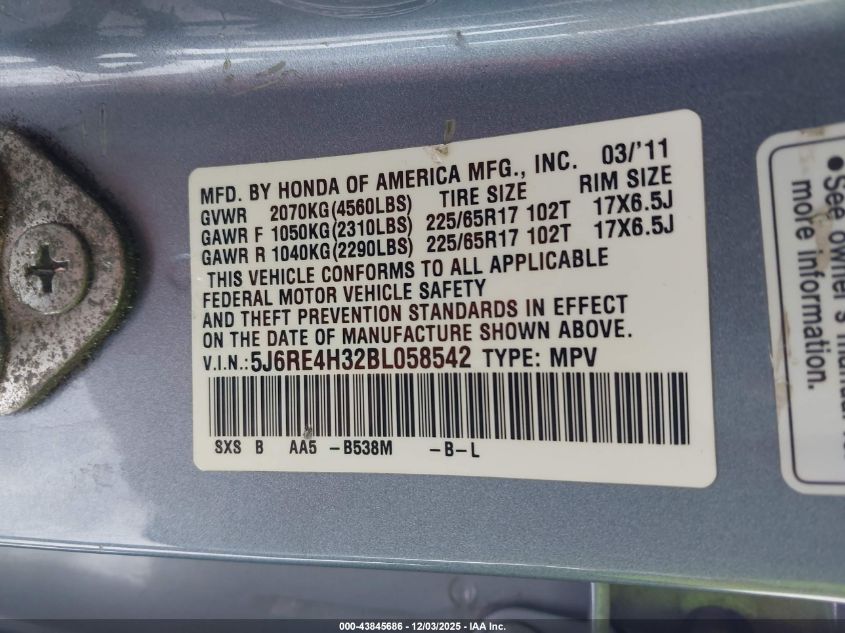 MFD. BY HONDA OF AMERICA MFG., INC. 03/'11
GVWR 2070KG(4560LBS) TIRE SIZE RIM SIZE
GAWR F 1050KG(2310LBS) 225/65R17 102T 17X6.5J
GAWR R 1040KG(2290LBS) 225/65R17 102T 17X6.5J
THIS VEHICLE CONFORMS TO ALL APPLICABLE
FEDERAL MOTOR VEHICLE SAFETY
AND THEFT PREVENTION STANDARDS IN EFFECT
ON THE DATE OF MANUFACTURE SHOWN ABOVE.
V.I.N.:5J6RE4H32BL058542 TYPE: MPV
SXS B AA5 -B538M -B-L
•See owner's
more information.
000-43845686 - 12/03/2025 - IAA Inc.